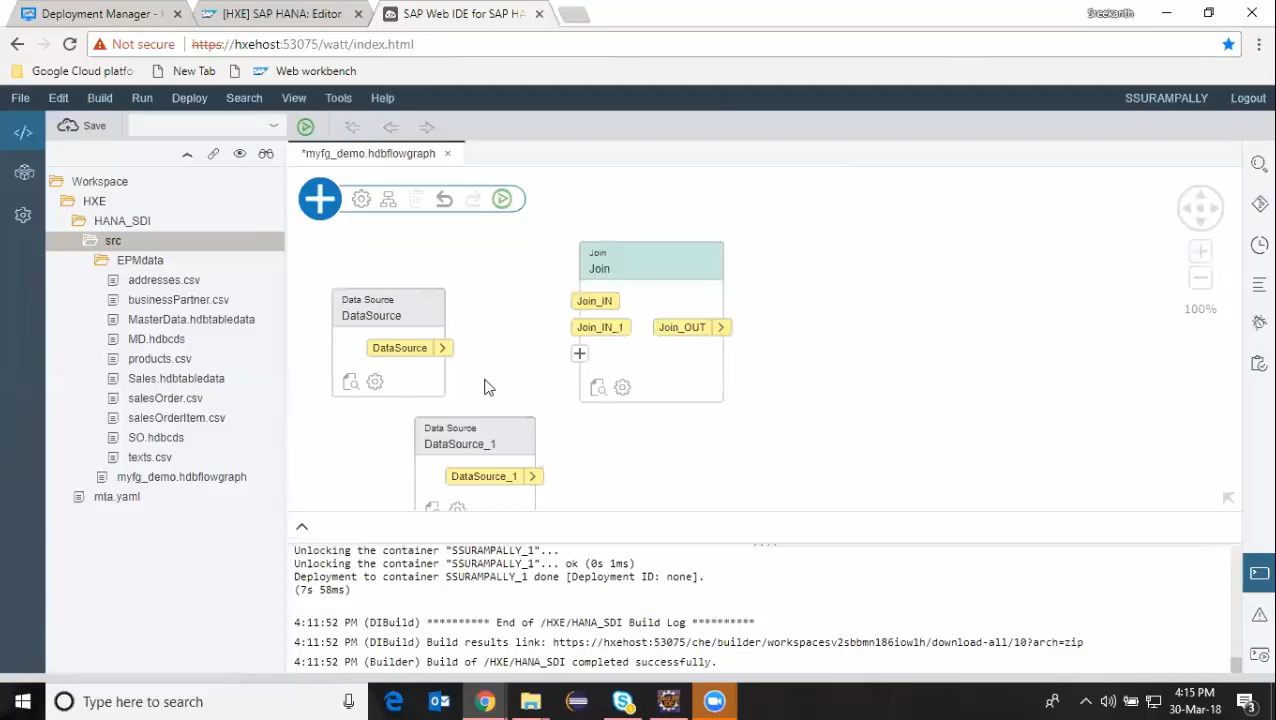 Deployment Manager -
[HXE] SAP HANA: Editor
SAP Web IDE for SAP HA
Sreekanth
Not secure https://hxehost:53075/watt/index.html
Google Cloud platfo New Tab Web workbench
File Edit Build Run Deploy Search View Tools Help SSURAMPALLY Logout
Save
*myfg_demo.hdbflowgraph ×
Workspace
HXE
HANA_SDI
src
EPMdata
addresses.csv
businessPartner.csv
MasterData.hdbtabledata
MD.hdbcds
products.csv
Sales.hdbtabledata
salesOrder.csv
salesOrderItem.csv
SO.hdbcds
texts.csv
myfg_demo.hdbflowgraph
mta.yaml
Data Source
DataSource
DataSource
Data Source
DataSource_1
DataSource_1
Join
Join
Join_IN
Join_IN_1
Join_OUT
100%
Unlocking the container "SSURAMPALLY_1"...
Unlocking the container "SSURAMPALLY_1"... ok (0s 1ms)
Deployment to container SSURAMPALLY_1 done [Deployment ID: none].
(7s 58ms)
4:11:52 PM (DIBuild) ********** End of /HXE/HANA_SDI Build Log **********
4:11:52 PM (DIBuild) Build results link: https://hxehost:53075/che/builder/workspacesv2sbbmn186iowlh/download-all/10?arch=zip
4:11:52 PM (Builder) Build of /HXE/HANA_SDI completed successfully.
Type here to search
4:15 PM
30-Mar-18
3